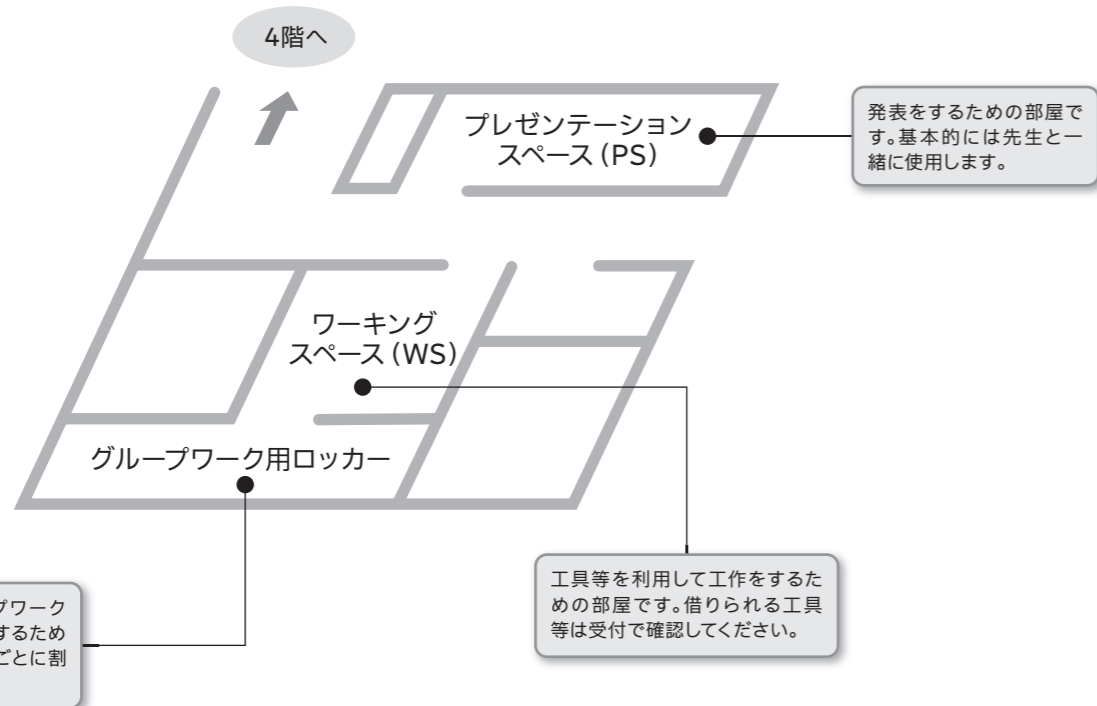 4階へ
プレゼンテーション
スペース(PS)
発表をするための部屋で
す。基本的には先生と一
緒に使用します。
ワーキング
スペース(WS)
グループワーク用ロッカー
工具等を利用して工作をするた
めの部屋です。借りられる工具
等は受付で確認してください。
プワーク
するため
ごとに割